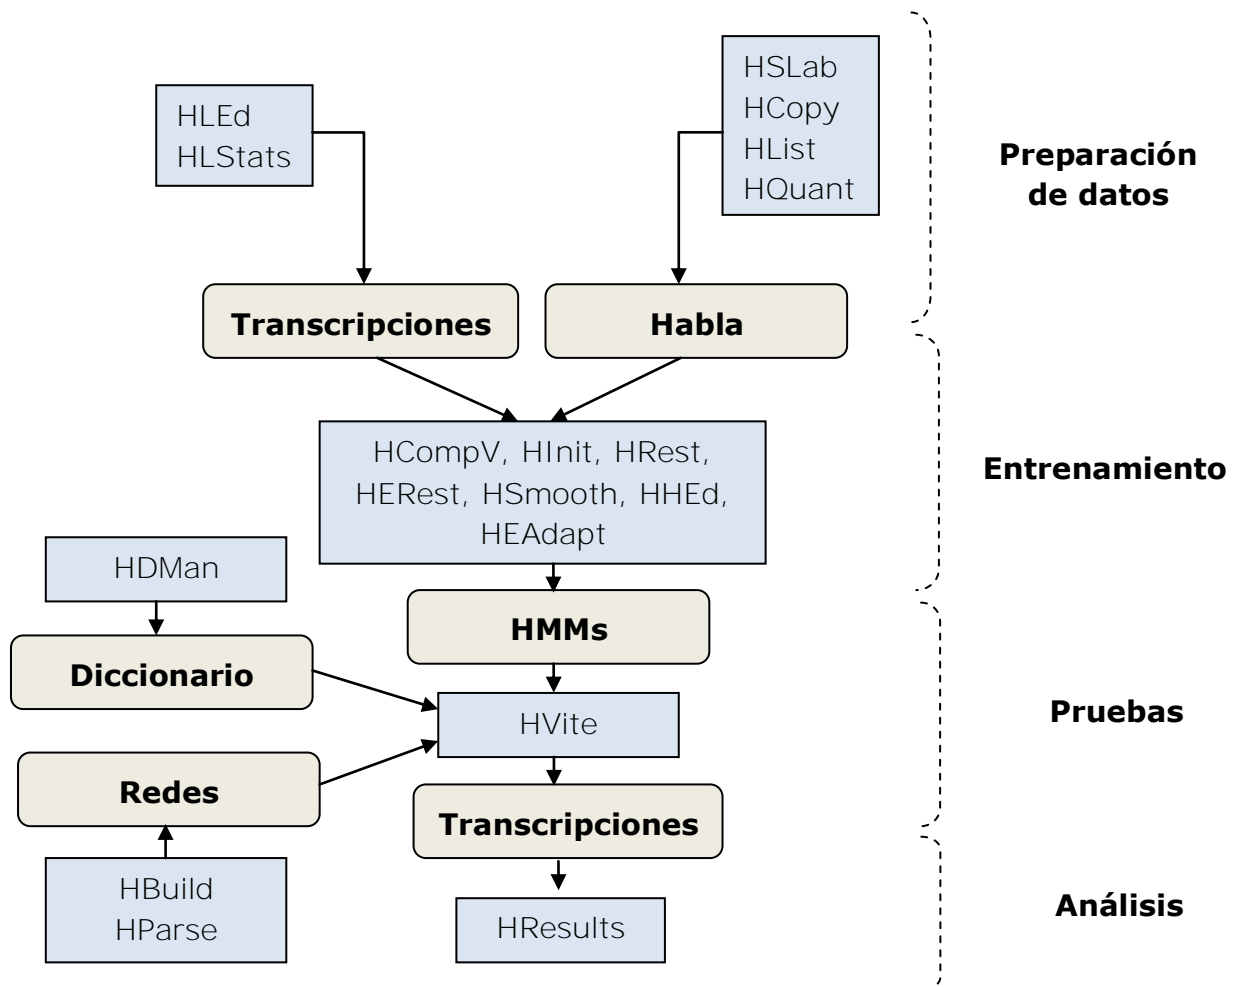 HSLab
HCopy
HList
HQuant
HLEd
HLStats
Preparación
de datos
Transcripciones
Habla
HCompV, HInit, HRest,
HERest, HSmooth, HHEd,
HEAdapt
Entrenamiento
HDMan
HMMs
Diccionario
HVite
Pruebas
Redes
Transcripciones
HBuild
HParse
HResults
Análisis